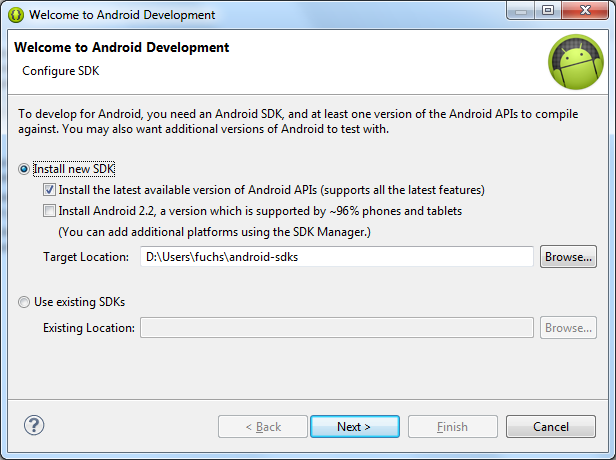 Welcome to Android Development
Welcome to Android Development
Configure SDK
To develop for Android, you need an Android SDK, and at least one version of the Android APIs to compile
against. You may also want additional versions of Android to test with.
Install new SDK
Install the latest available version of Android APIs (supports all the latest features)
Install Android 2.2, a version which is supported by ~96% phones and tablets
(You can add additional platforms using the SDK Manager.)
Target Location: D:\Users\fuchs\android-sdks Browse...
Use existing SDKs
Existing Location: Browse...
? < Back Next > Finish Cancel